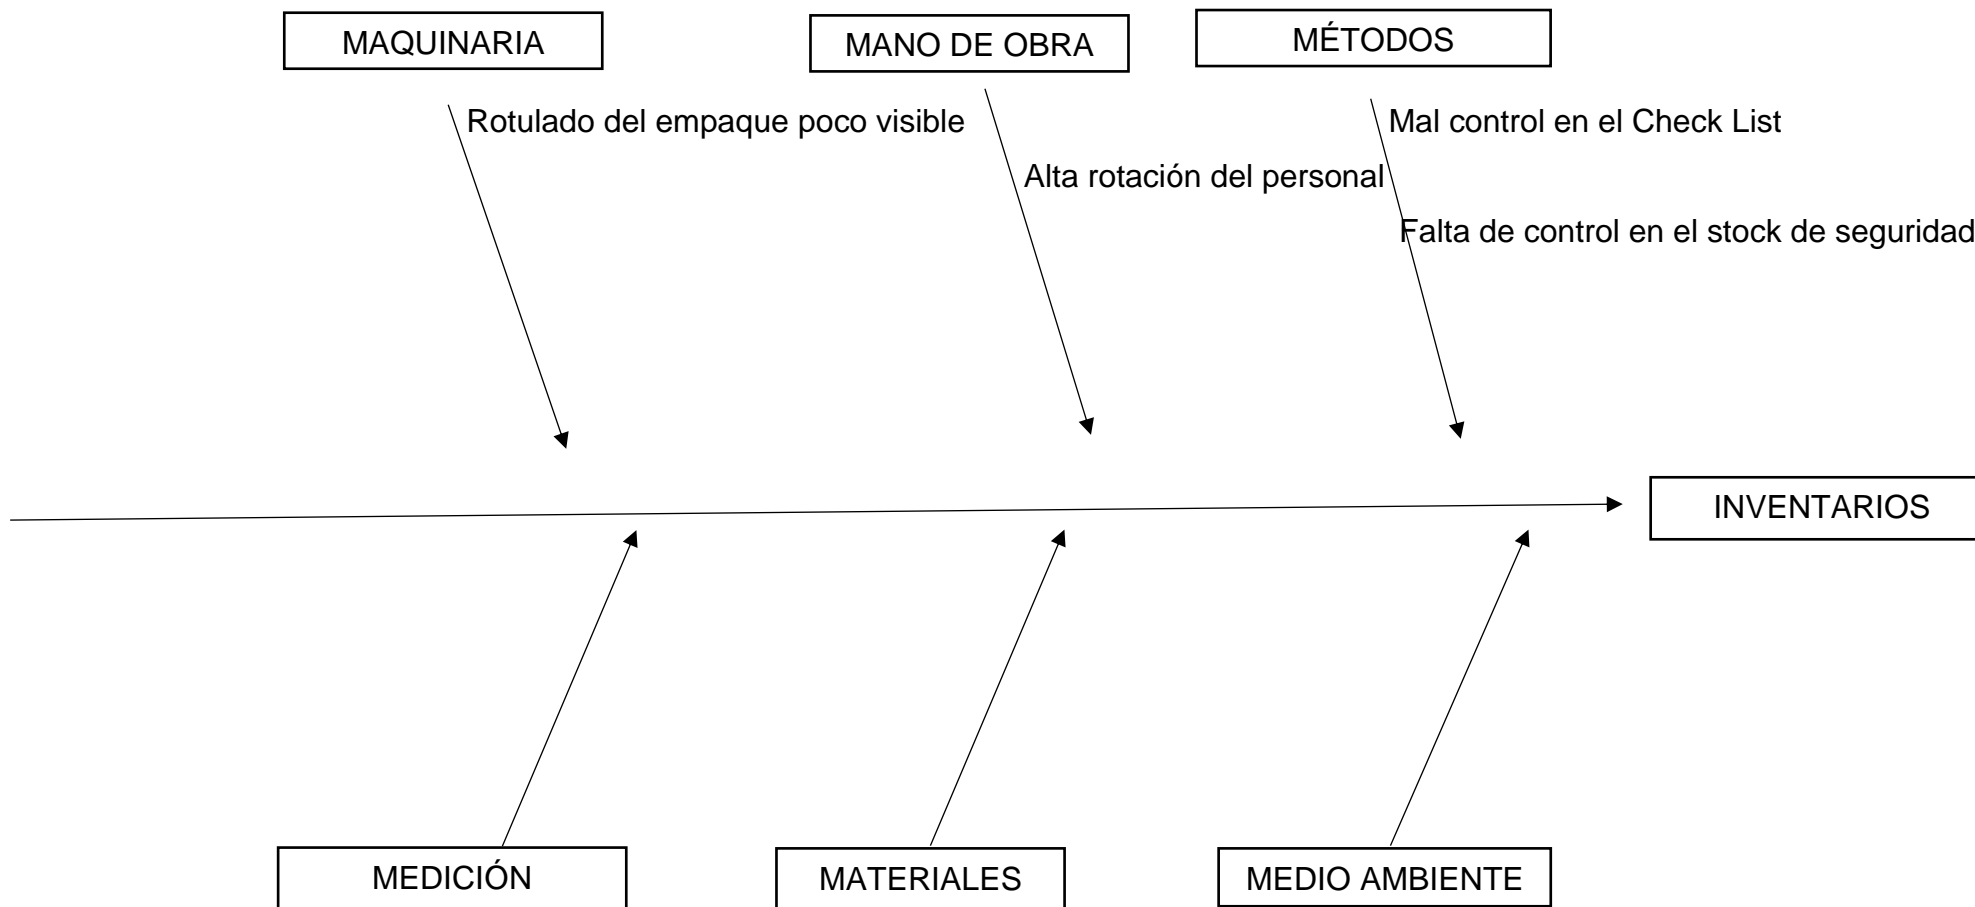 MAQUINARIA
MANO DE OBRA
MÉTODOS
Rotulado del empaque poco visible
Mal control en el Check List
Alta rotación del personal
Falta de control en el stock de seguridad
INVENTARIOS
MEDICIÓN
MATERIALES
MEDIO AMBIENTE